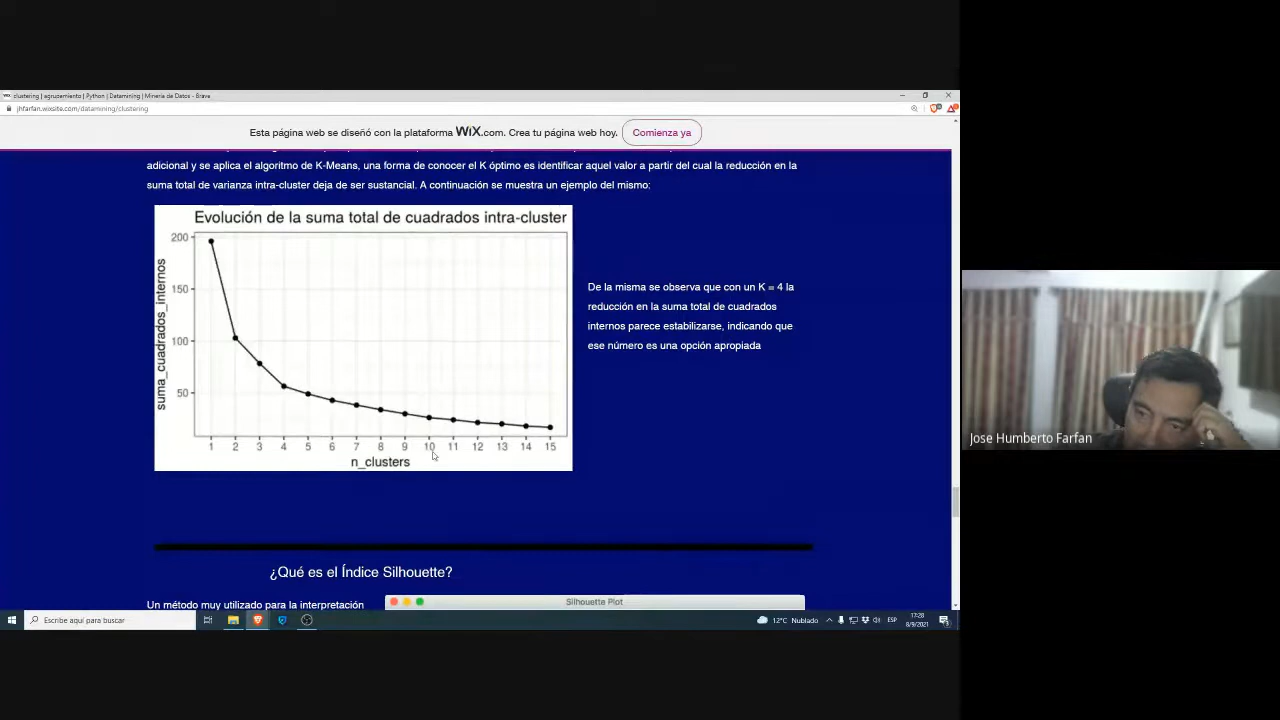 clustering | agrupamiento | Python | Datamining | Mineria de Datos - Brave
jhfarfan.wixsite.com/datamining/clustering
Esta página web se diseñó con la plataforma WiX.com. Crea tu página web hoy. Comienza ya
adicional y se aplica el algoritmo de K-Means, una forma de conocer el K óptimo es identificar aquel valor a partir del cual la reducción en la
suma total de varianza intra-cluster deja de ser sustancial. A continuación se muestra un ejemplo del mismo:
Evolución de la suma total de cuadrados intra-cluster
suma_cuadrados_internos
200
150
100
50
1 2 3 4 5 6 7 8 9 10 11 12 13 14 15
n_clusters
De la misma se observa que con un K = 4 la
reducción en la suma total de cuadrados
internos parece estabilizarse, indicando que
ese número es una opción apropiada
Jose Humberto Farfan
¿Qué es el Índice Silhouette?
Un método muy utilizado para la interpretación
Silhouette Plot
Escribe aquí para buscar
12°C Nublado
ESP
17:28
8/9/2021